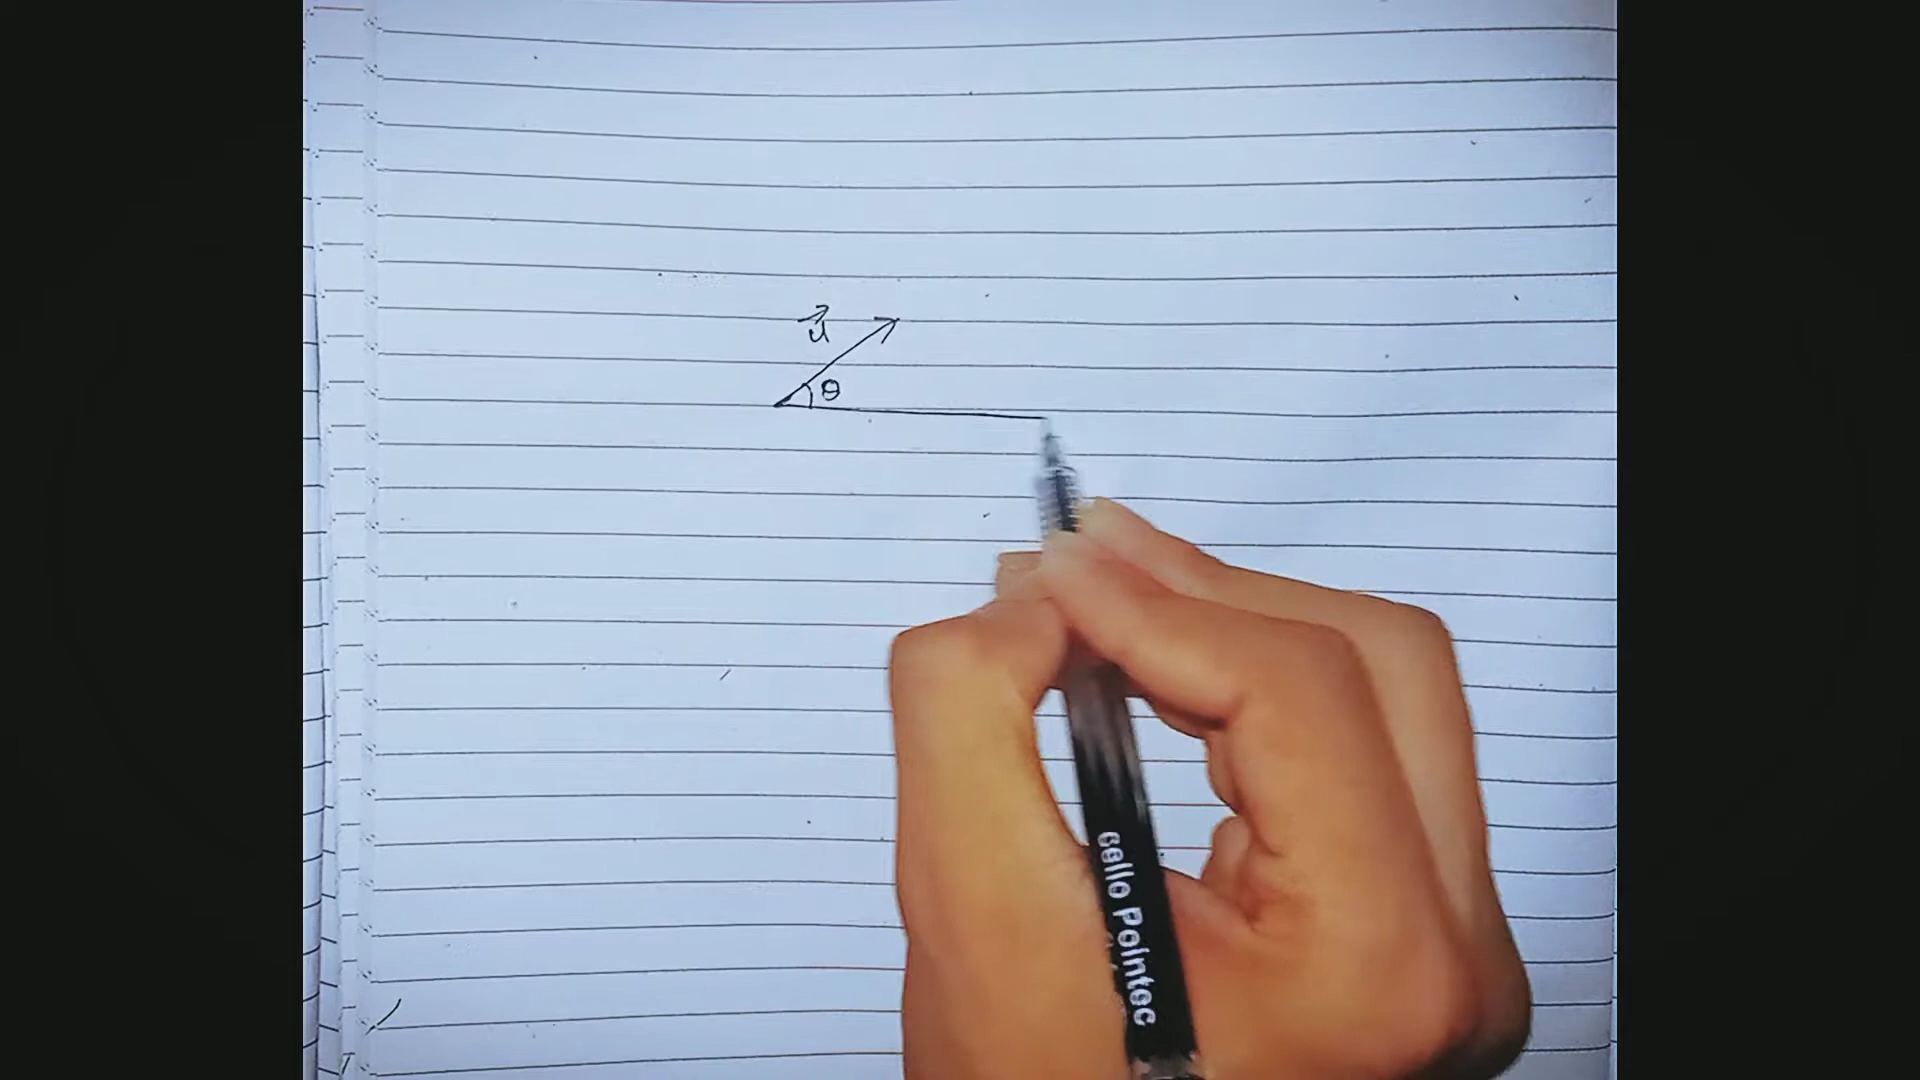 u⃗
θ
cello Pointec